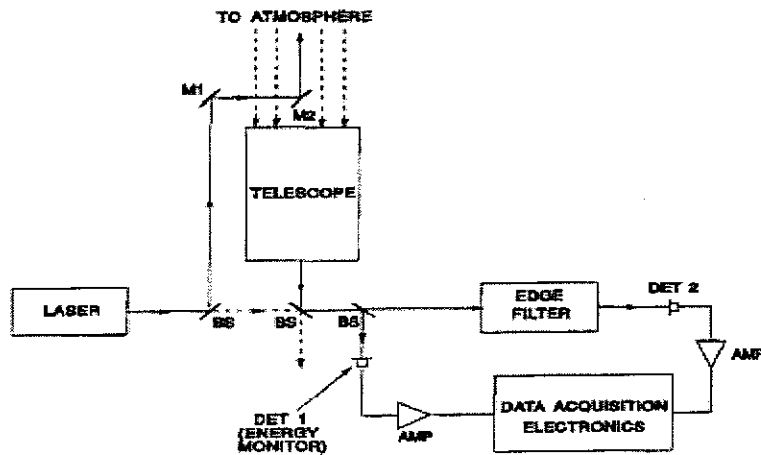 TO ATMOSPHERE
M1
M2
TELESCOPE
LASER
BS
BS
BS
EDGE
FILTER
DET 2
AMP
DET 1
(ENERGY
MONITOR)
AMP
DATA ACQUISITION
ELECTRONICS